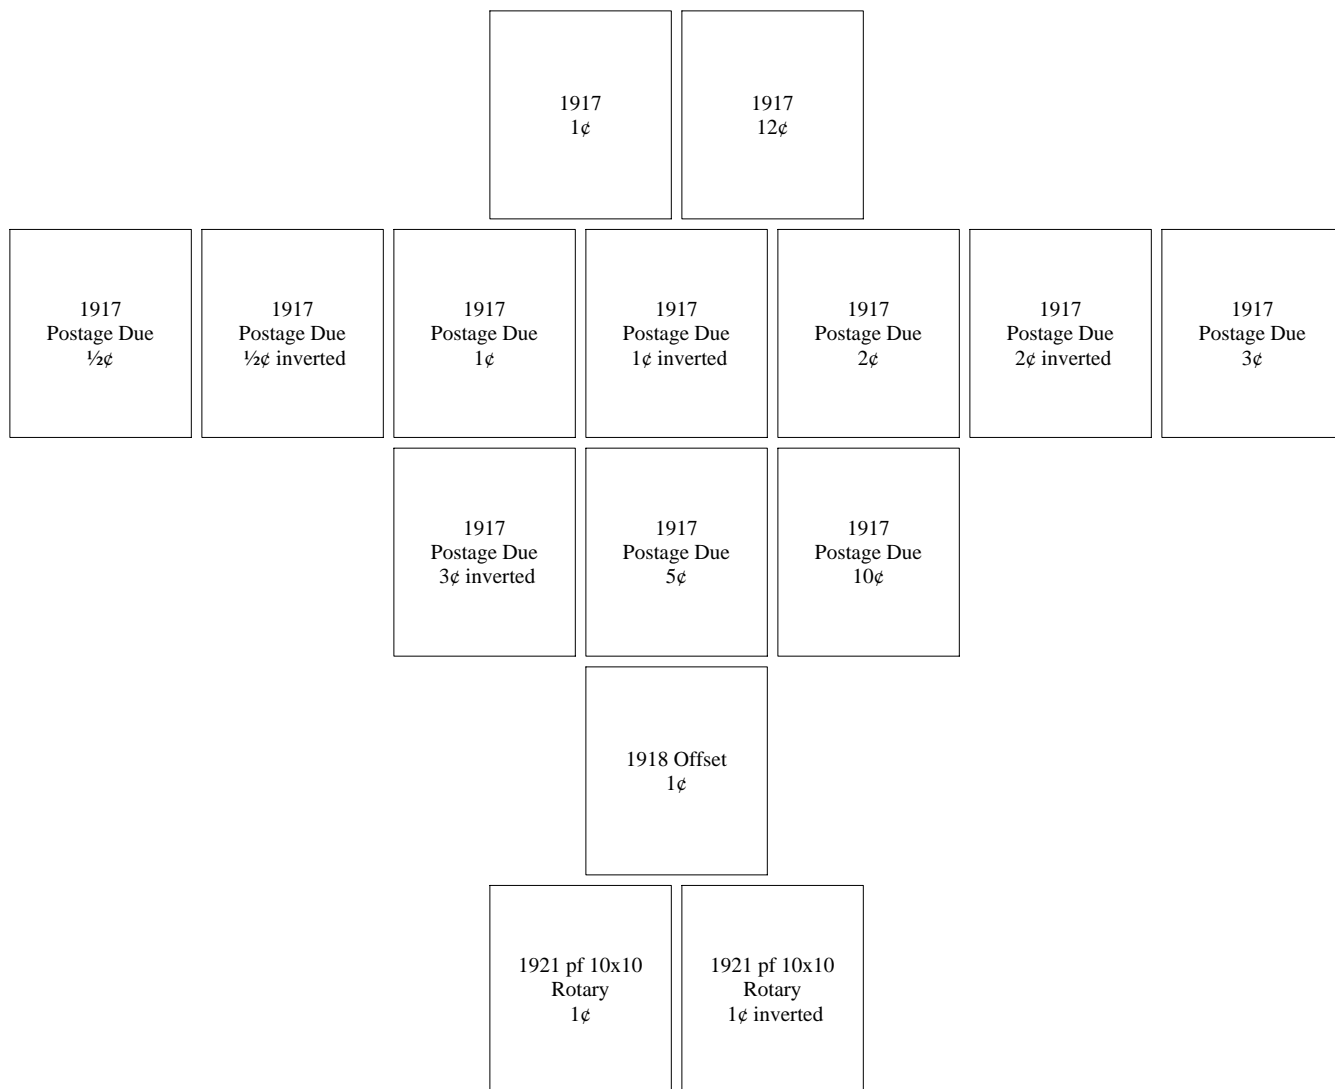 1917
1¢
1917
12¢
1917
Postage Due
½¢
1917
Postage Due
½¢ inverted
1917
Postage Due
1¢
1917
Postage Due
1¢ inverted
1917
Postage Due
2¢
1917
Postage Due
2¢ inverted
1917
Postage Due
3¢
1917
Postage Due
3¢ inverted
1917
Postage Due
5¢
1917
Postage Due
10¢
1918 Offset
1¢
1921 pf 10x10
Rotary
1¢
1921 pf 10x10
Rotary
1¢ inverted